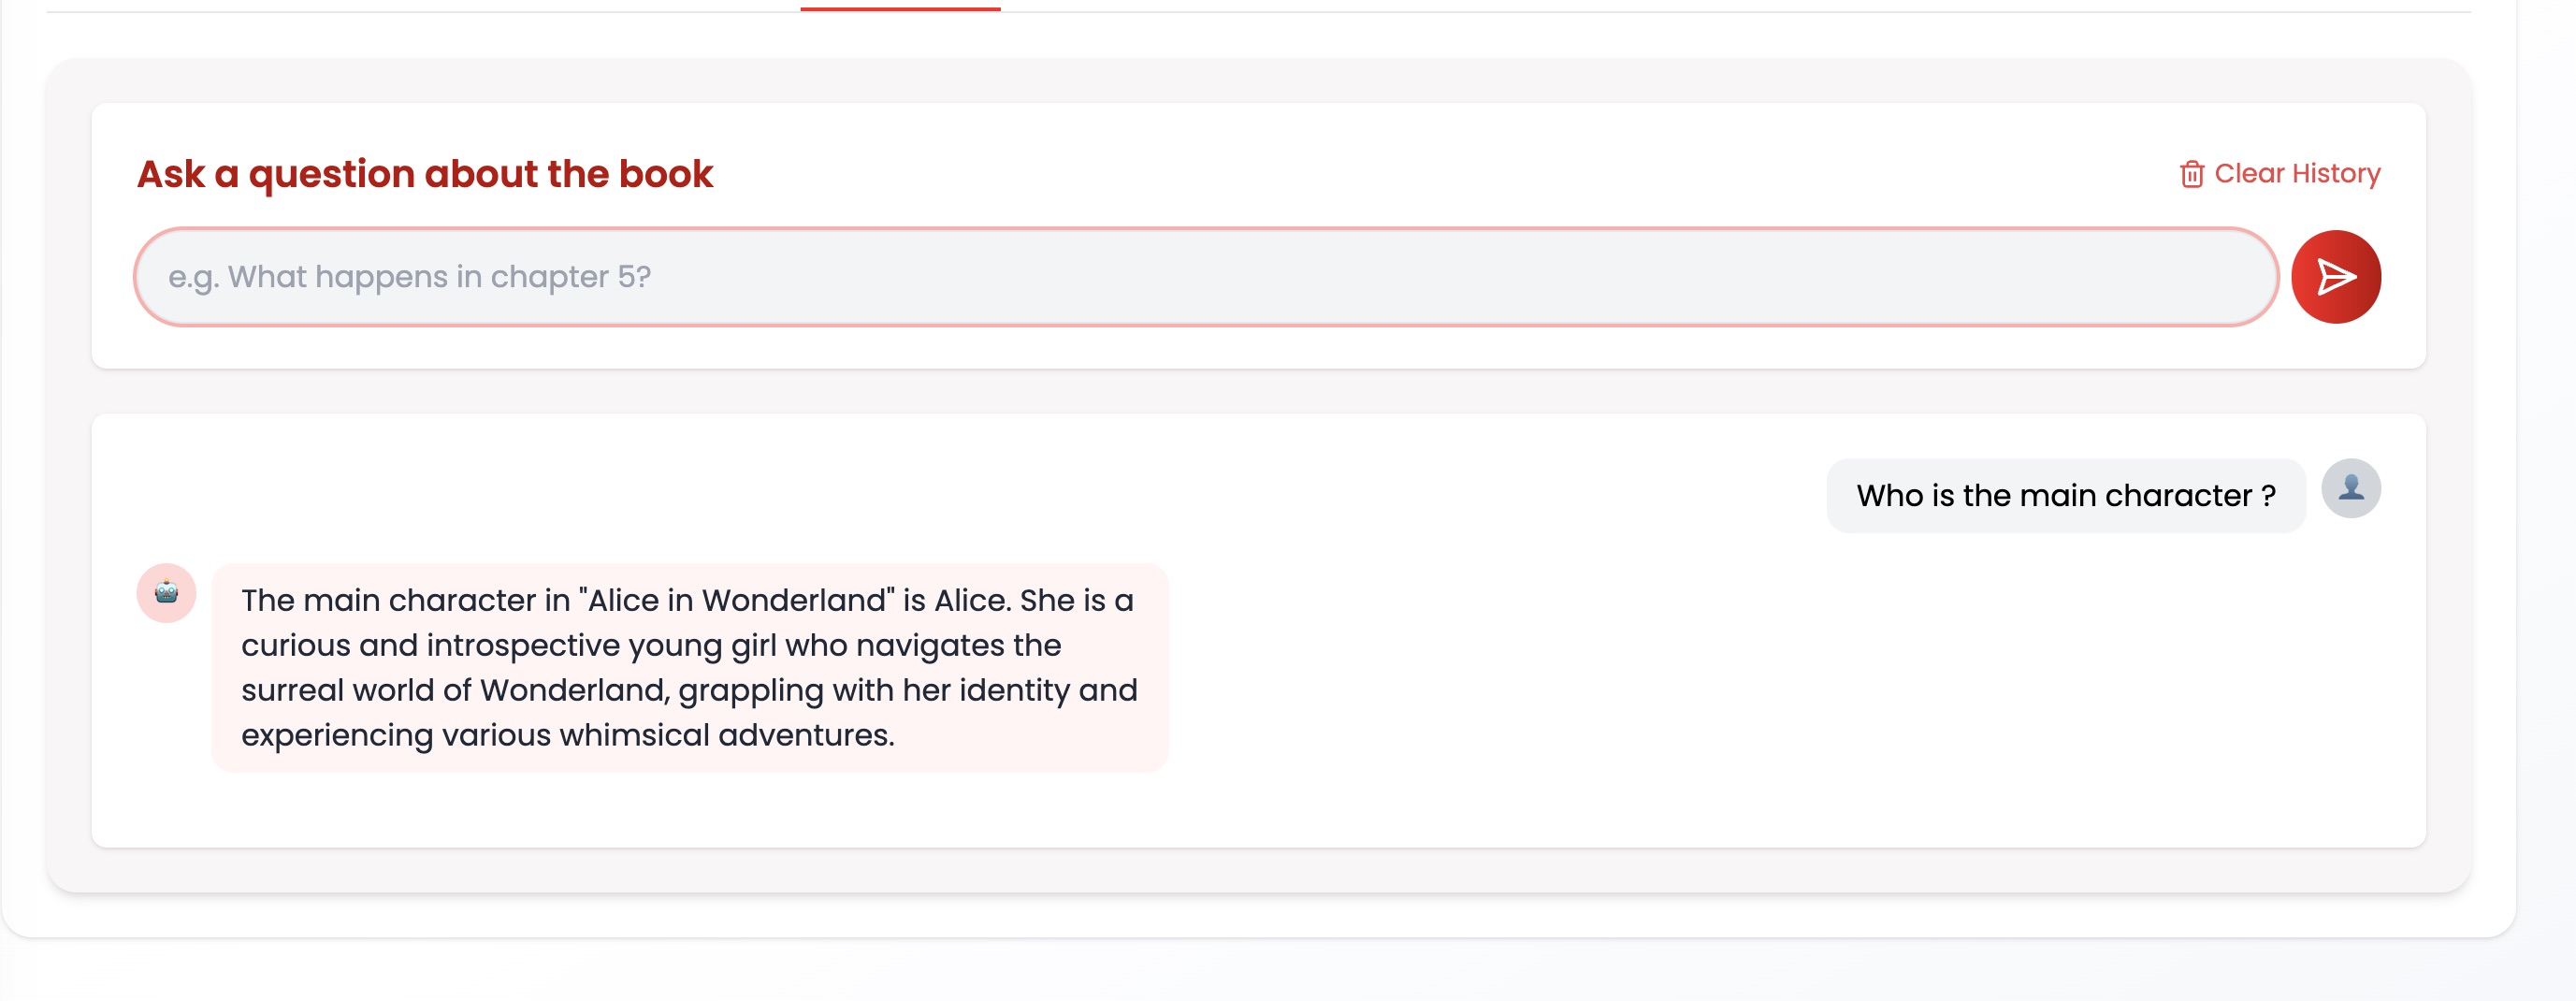 Ask a question about the book
Clear History
e.g. What happens in chapter 5?
Who is the main character ?
The main character in "Alice in Wonderland" is Alice. She is a
curious and introspective young girl who navigates the
surreal world of Wonderland, grappling with her identity and
experiencing various whimsical adventures.